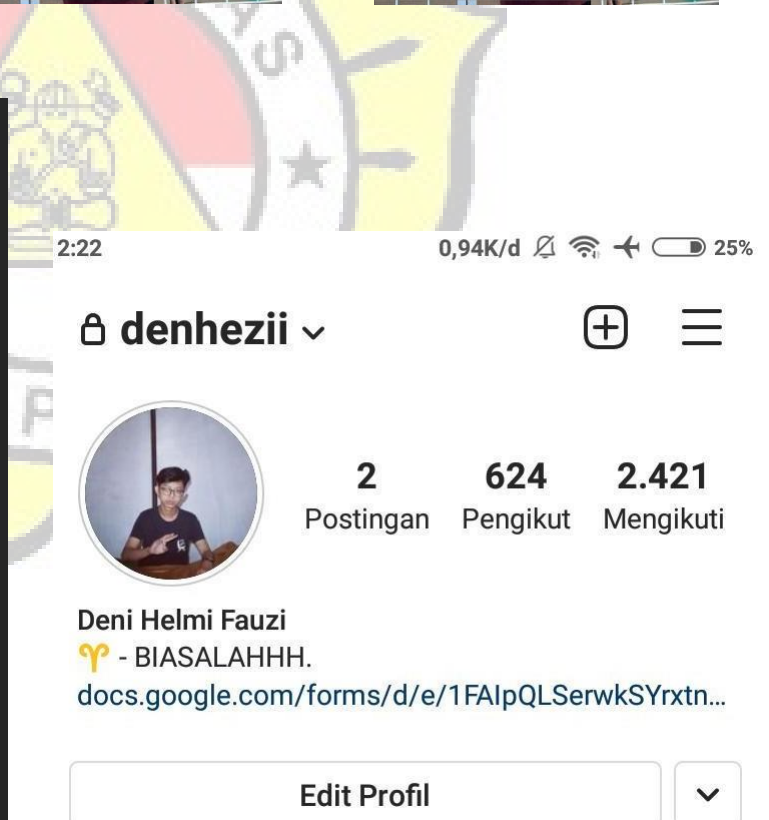 AS
P
2:22
0,94K/d 25%
denhezii
2 624 2.421
Postingan Pengikut Mengikuti
Deni Helmi Fauzi
♈ - BIASALAHHH.
docs.google.com/forms/d/e/1FAIpQLSerwkSYrxtn...
Edit Profil